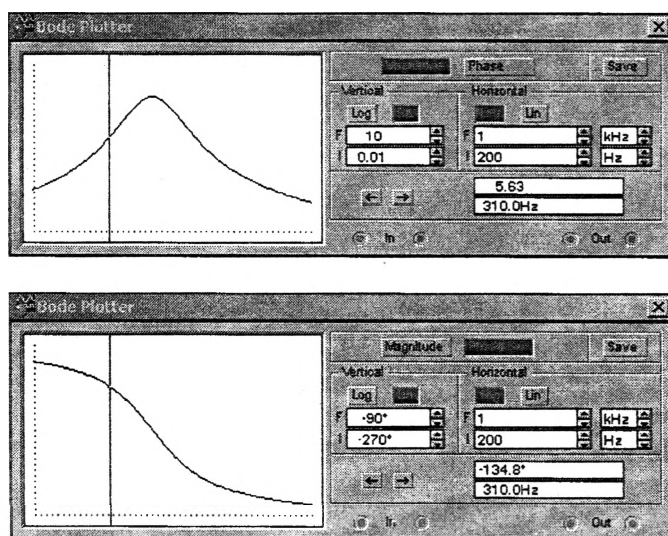 Bode Plotter
Phase
Save
Vertical
Horizontal
Log
Lin
F 10
F 1
kHz
I 0.01
I 200
Hz
5.63
310.0Hz
In
Out
Bode Plotter
Magnitude
Save
Vertical
Horizontal
Log
Lin
F -90°
F 1
kHz
I -270°
I 200
Hz
-134.8°
310.0Hz
Out